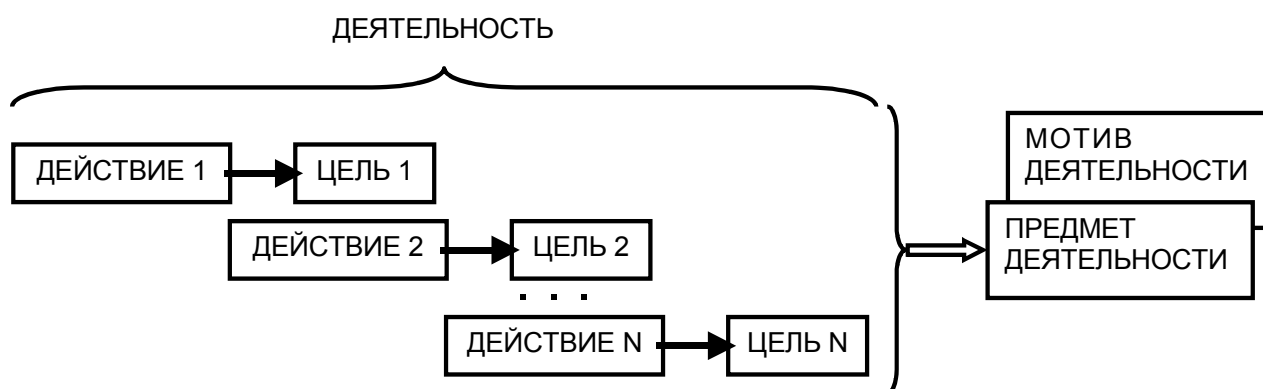 ДЕЯТЕЛЬНОСТЬ
МОТИВ
ДЕЯТЕЛЬНОСТИ
ДЕЙСТВИЕ 1
ЦЕЛЬ 1
ДЕЙСТВИЕ 2
ЦЕЛЬ 2
ПРЕДМЕТ
ДЕЯТЕЛЬНОСТИ
. . .
ДЕЙСТВИЕ N
ЦЕЛЬ N